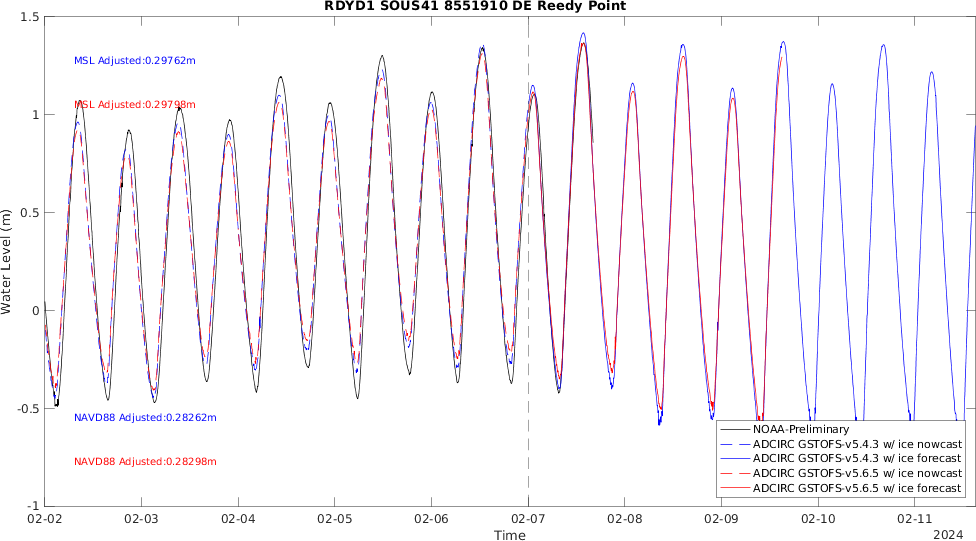 RDYD1 SOUS41 8551910 DE Reedy Point
1.5
MSL Adjusted:0.29762m
MSL Adjusted:0.29798m
1
0.5
Water Level (m)
0
-0.5
NAVD88 Adjusted:0.28262m
NAVD88 Adjusted:0.28298m
NOAA-Preliminary
ADCIRC GSTOFS-v5.4.3 w/ ice nowcast
ADCIRC GSTOFS-v5.4.3 w/ ice forecast
ADCIRC GSTOFS-v5.6.5 w/ ice nowcast
ADCIRC GSTOFS-v5.6.5 w/ ice forecast
-1
02-02 02-03 02-04 02-05 02-06 02-07 02-08 02-09 02-10 02-11
Time
2024